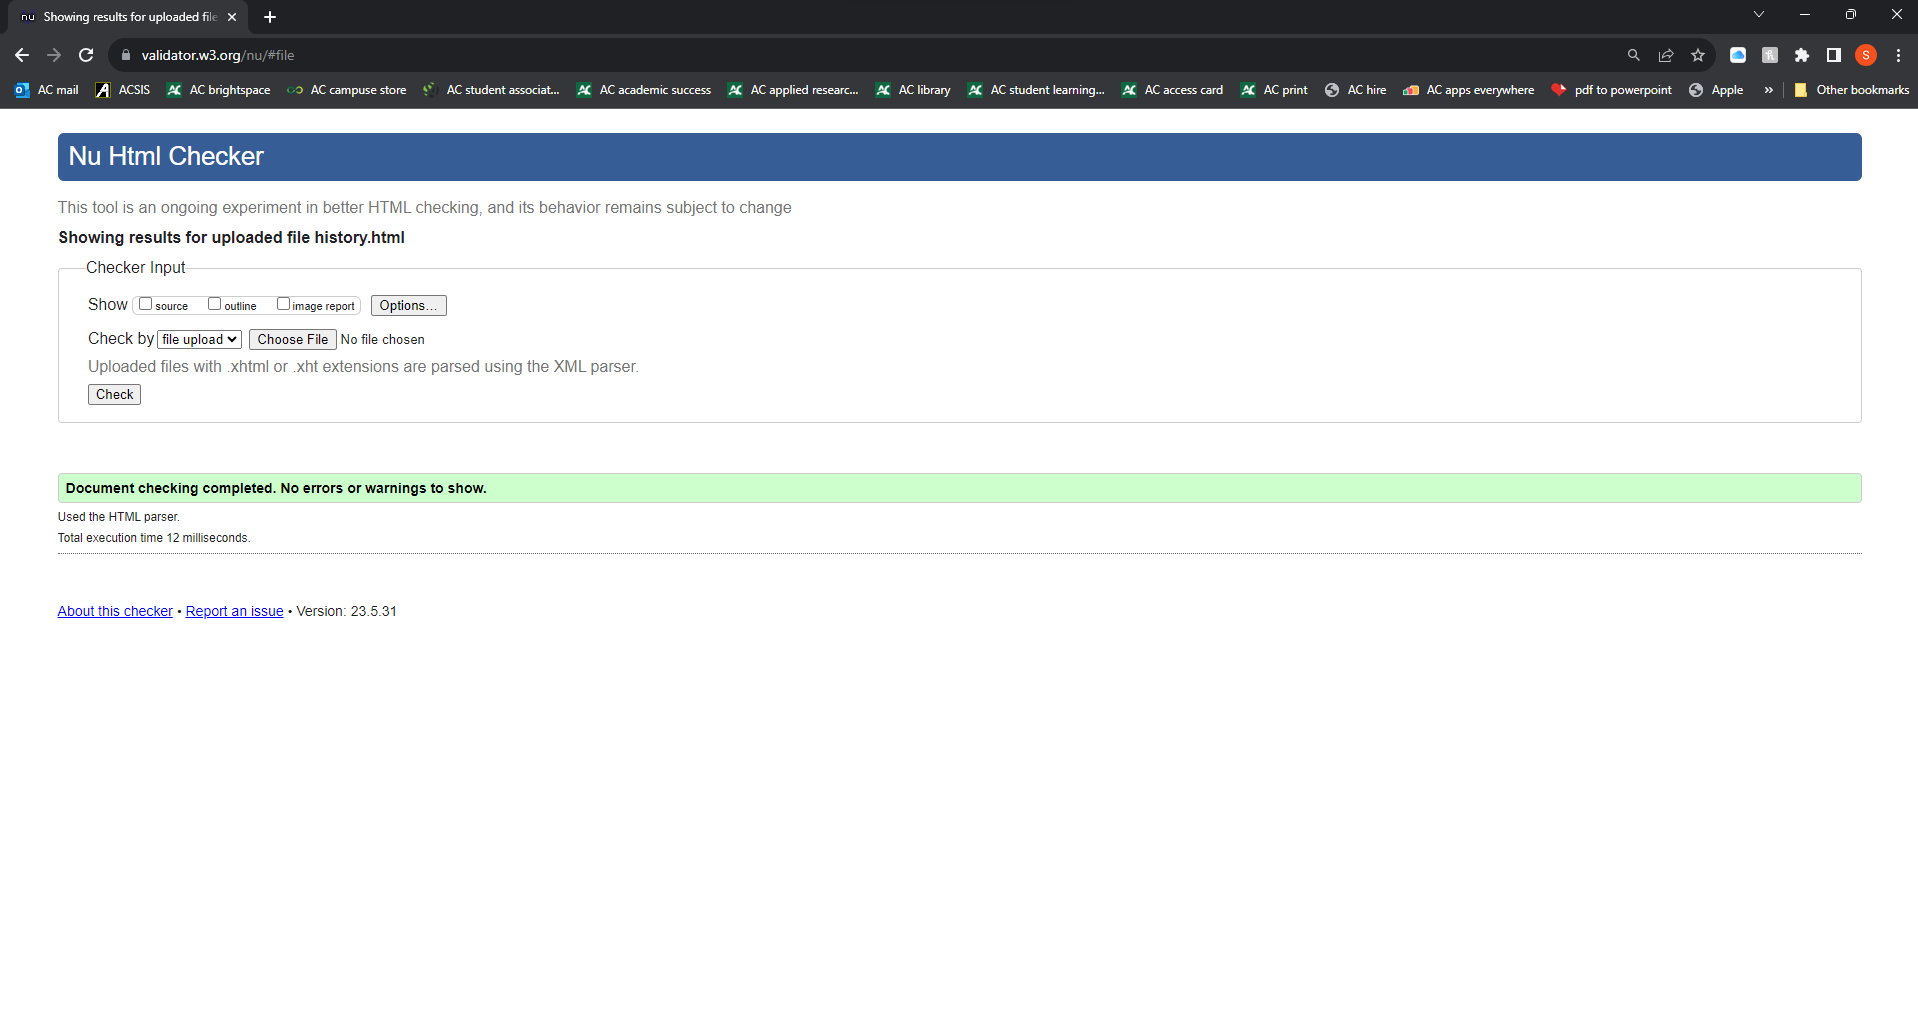 nu Showing results for uploaded file
validator.w3.org/nu/#file
S
AC mail ACSIS AC brightspace AC campuse store AC student associat... AC academic success AC applied researc... AC library AC student learning... AC access card AC print AC hire AC apps everywhere pdf to powerpoint Apple » Other bookmarks
Nu Html Checker
This tool is an ongoing experiment in better HTML checking, and its behavior remains subject to change
Showing results for uploaded file history.html
Checker Input
Show source outline image report Options...
Check by file upload Choose File No file chosen
Uploaded files with .xhtml or .xht extensions are parsed using the XML parser.
Check
Document checking completed. No errors or warnings to show.
Used the HTML parser.
Total execution time 12 milliseconds.
About this checker • Report an issue • Version: 23.5.31